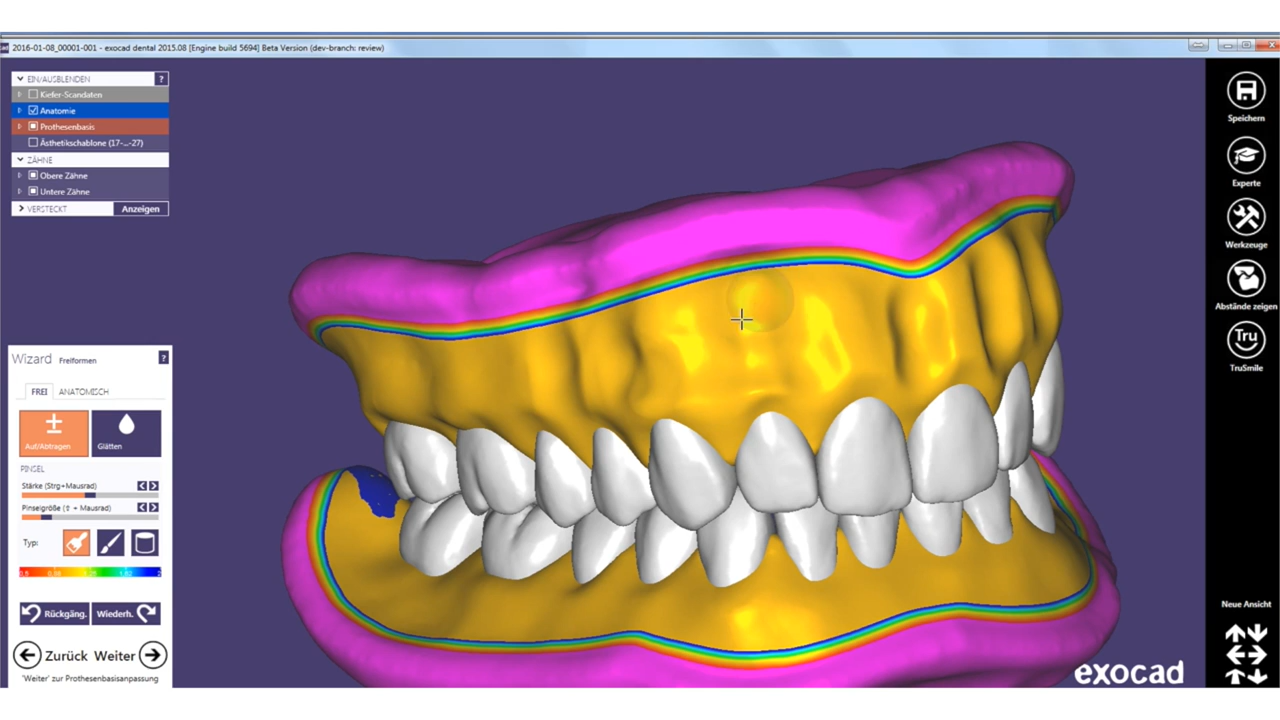 2016-01-08_00001-001 - exocad dental 2015.08 [Engine build 5694] Beta Version (dev-branch: review)
EIN/AUSBLENDEN ?
Kiefer-Scandaten
Anatomie
Prothesenbasis
Ästhetikschablone (17-...-27)
ZÄHNE
Obere Zähne
Untere Zähne
VERSTECKT Anzeigen
Wizard Freiformen ?
FREI ANATOMISCH
Auf/Abtragen Glätten
PINSEL
Stärke (Strg+Mausrad)
Pinselgröße (⇧ + Mausrad)
Typ:
Rückgäng. Wiederh.
Zurück Weiter
'Weiter' zur Prothesenbasisanpassung
Speichern
Experte
Werkzeuge
Abstände zeigen
Tru
TruSmile
Neue Ansicht
exocad